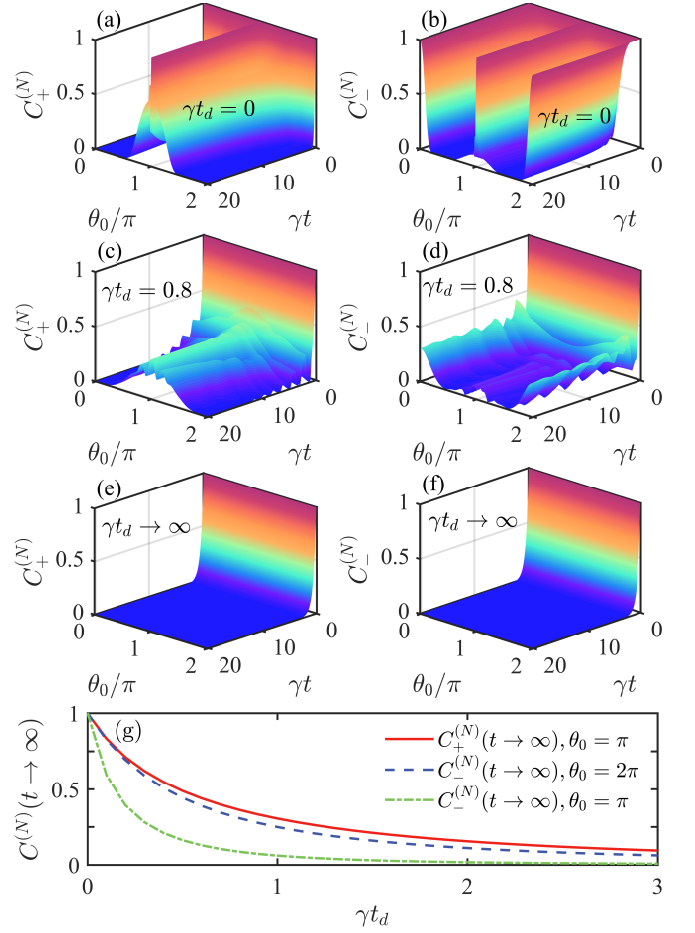 (a) (b)
1 1
C_+^{(N)} 0.5 γt_d = 0 C_-^{(N)} 0.5 γt_d = 0
0 0 0 0
0 1 2 20 10 0 1 2 20 10
θ_0/π γt θ_0/π γt
(c) (d)
1 1
γt_d = 0.8 γt_d = 0.8
C_+^{(N)} 0.5 C_-^{(N)} 0.5
0 0 0 0
0 1 2 20 10 0 1 2 20 10
θ_0/π γt θ_0/π γt
(e) (f)
1 1
γt_d → ∞ γt_d → ∞
C_+^{(N)} 0.5 C_-^{(N)} 0.5
0 0 0 0
0 1 2 20 10 0 1 2 20 10
θ_0/π γt θ_0/π γt
1 (g)
C_+^{(N)}(t → ∞), θ_0 = π
C_-^{(N)}(t → ∞), θ_0 = 2π
C_-^{(N)}(t → ∞), θ_0 = π
C^{(N)}(t → ∞)
0.5
0
0 1 2 3
γt_d